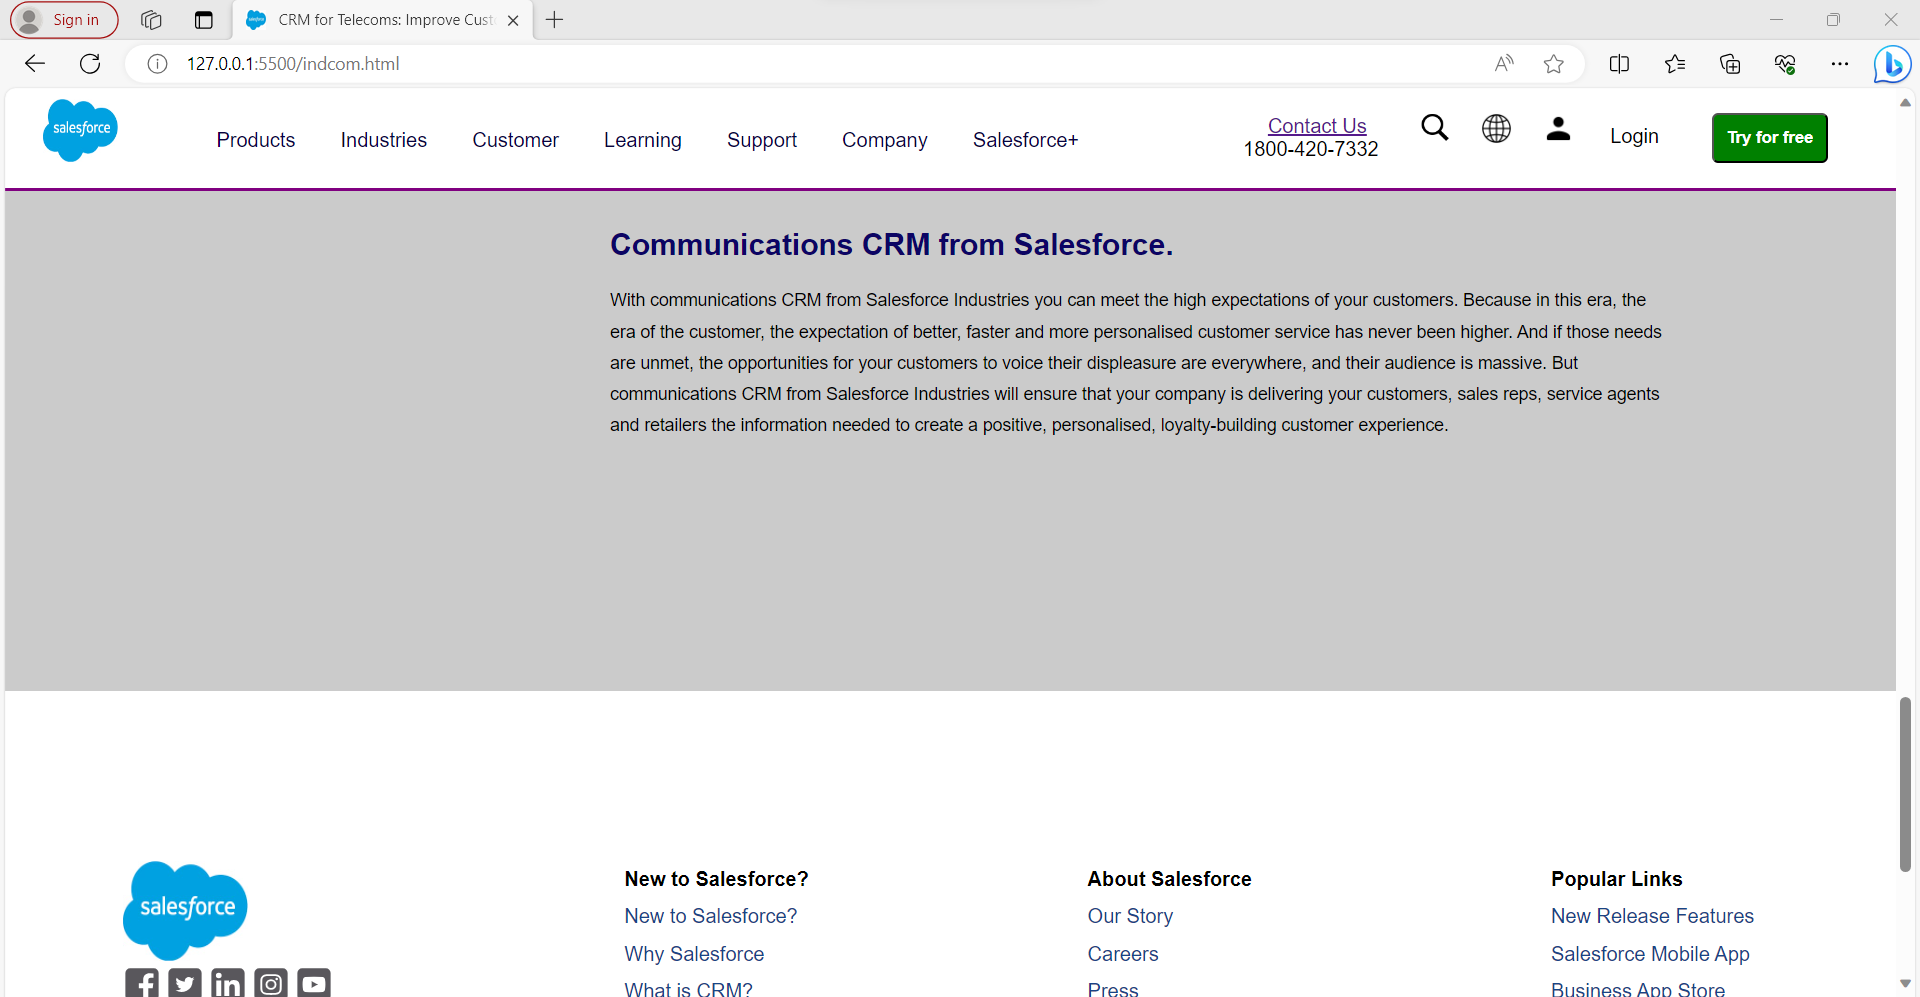 Sign in
CRM for Telecoms: Improve Cust
127.0.0.1:5500/indcom.html
salesforce
Products Industries Customer Learning Support Company Salesforce+
Contact Us
1800-420-7332
Login
Try for free
Communications CRM from Salesforce.
With communications CRM from Salesforce Industries you can meet the high expectations of your customers. Because in this era, the
era of the customer, the expectation of better, faster and more personalised customer service has never been higher. And if those needs
are unmet, the opportunities for your customers to voice their displeasure are everywhere, and their audience is massive. But
communications CRM from Salesforce Industries will ensure that your company is delivering your customers, sales reps, service agents
and retailers the information needed to create a positive, personalised, loyalty-building customer experience.
salesforce
New to Salesforce?
New to Salesforce?
Why Salesforce
What is CRM?
About Salesforce
Our Story
Careers
Press
Popular Links
New Release Features
Salesforce Mobile App
Business App Store